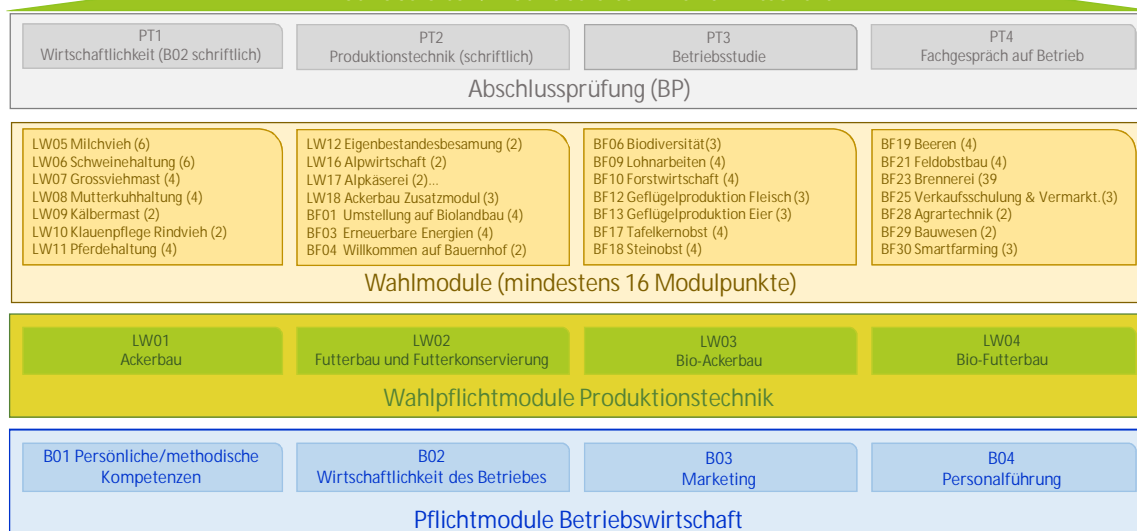 PT1
Wirtschaftlichkeit (B02 schriftlich)
PT2
Produktionstechnik (schriftlich)
PT3
Betriebsstudie
PT4
Fachgespräch auf Betrieb
Abschlussprüfung (BP)
LW05 Milchvieh (6)
LW06 Schweinehaltung (6)
LW07 Grossviehmast (4)
LW08 Mutterkuhhaltung (4)
LW09 Kälbermast (2)
LW10 Klauenpflege Rindvieh (2)
LW11 Pferdehaltung (4)
LW12 Eigenbestandesbesamung (2)
LW16 Alpwirtschaft (2)
LW17 Alpkäserei (2)...
LW18 Ackerbau Zusatzmodul (3)
BF01 Umstellung auf Biolandbau (4)
BF03 Erneuerbare Energien (4)
BF04 Willkommen auf Bauernhof (2)
BF06 Biodiversität(3)
BF09 Lohnarbeiten (4)
BF10 Forstwirtschaft (4)
BF12 Geflügelproduktion Fleisch (3)
BF13 Geflügelproduktion Eier (3)
BF17 Tafelkernobst (4)
BF18 Steinobst (4)
BF19 Beeren (4)
BF21 Feldobstbau (4)
BF23 Brennerei (39
BF25 Verkaufsschulung & Vermarkt.(3)
BF28 Agrartechnik (2)
BF29 Bauwesen (2)
BF30 Smartfarming (3)
Wahlmodule (mindestens 16 Modulpunkte)
LW01
Ackerbau
LW02
Futterbau und Futterkonservierung
LW03
Bio-Ackerbau
LW04
Bio-Futterbau
Wahlpflichtmodule Produktionstechnik
B01 Persönliche/methodische
Kompetenzen
B02
Wirtschaftlichkeit des Betriebes
B03
Marketing
B04
Personalführung
Pflichtmodule Betriebswirtschaft